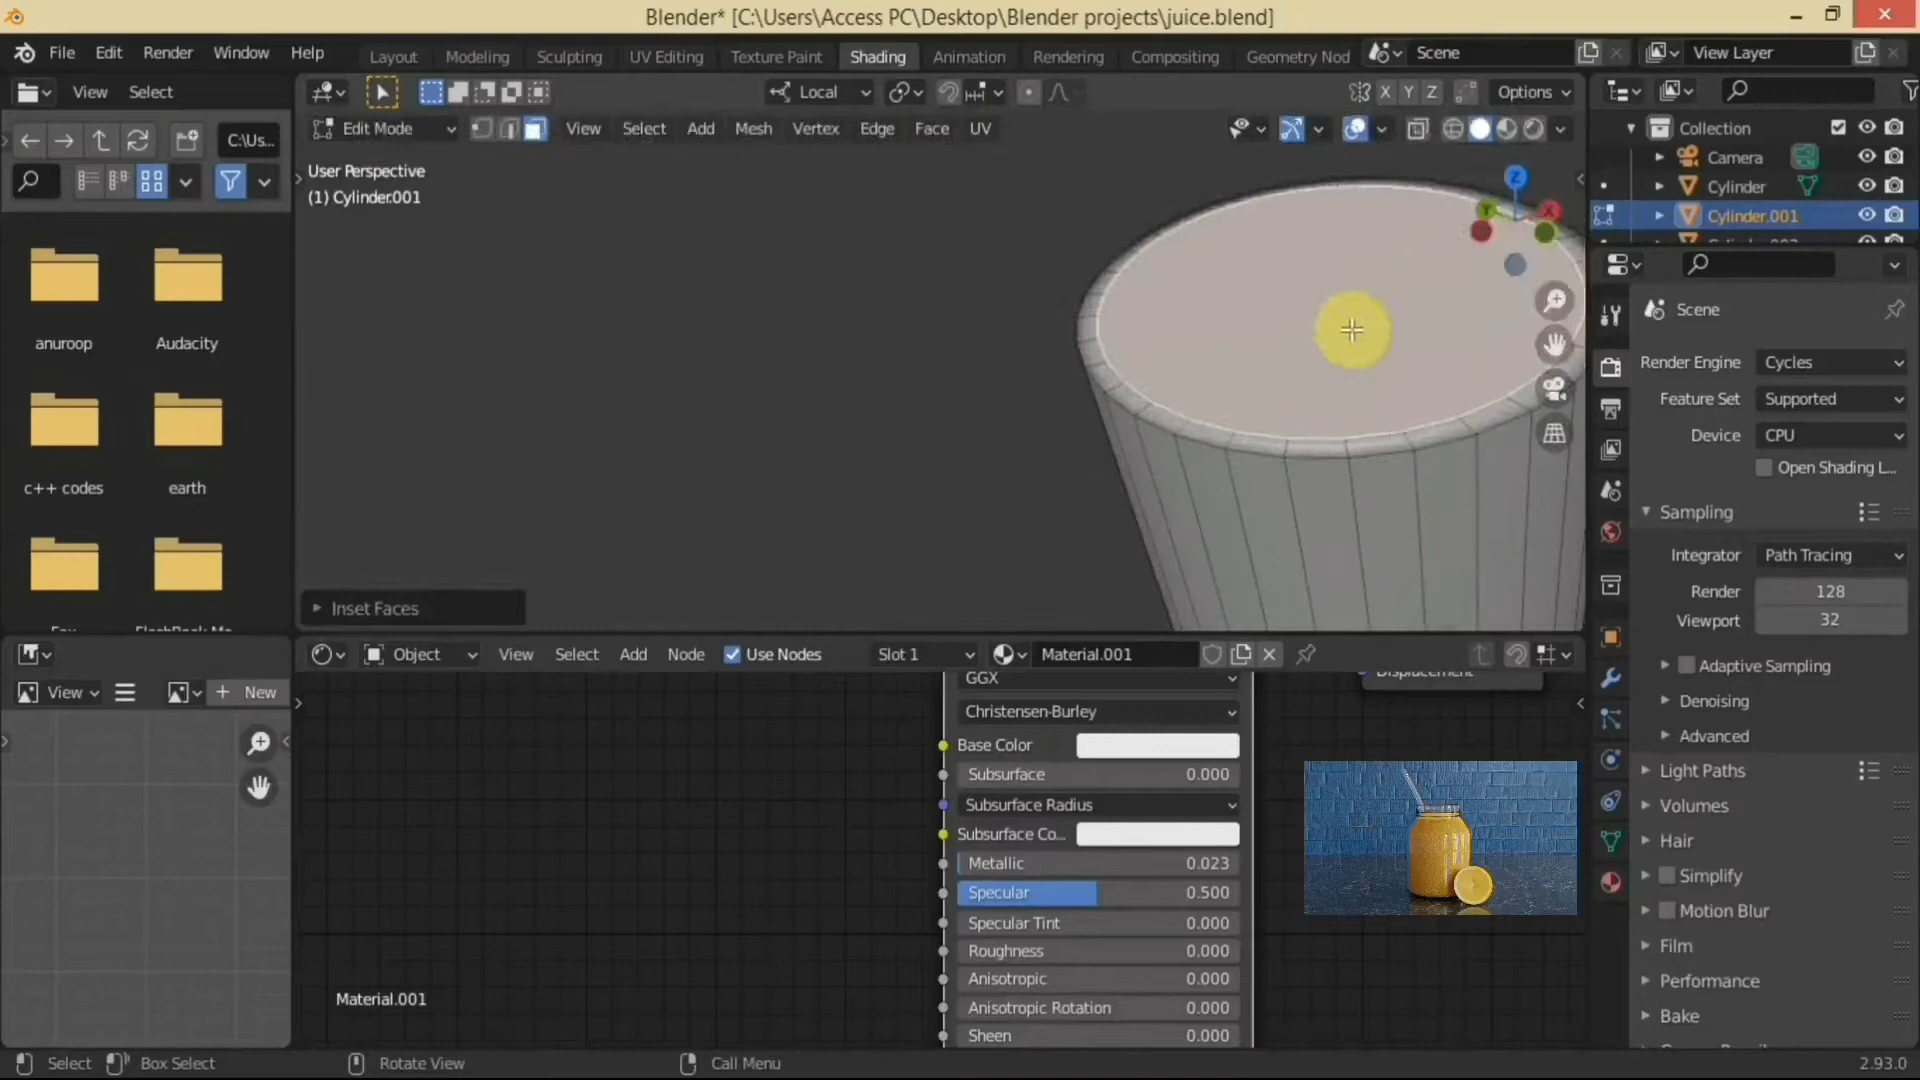 Blender* [C:\Users\Access PC\Desktop\Blender projects\juice.blend]
File Edit Render Window Help Layout Modeling Sculpting UV Editing Texture Paint Shading Animation Rendering Compositing Geometry Nod Scene View Layer
View Select
Local
X Y Z
Options
C:\Us...
Edit Mode View Select Add Mesh Vertex Edge Face UV
User Perspective
(1) Cylinder.001
anuroop
Audacity
c++ codes
earth
Z
Y
X
Inset Faces
Collection
Camera
Cylinder
Cylinder.001
Scene
Render Engine Cycles
Feature Set Supported
Device CPU
Open Shading L...
Sampling
Integrator Path Tracing
Render 128
Viewport 32
Adaptive Sampling
Denoising
Advanced
Light Paths
Volumes
Hair
Simplify
Motion Blur
Film
Performance
Bake
View
New
Object View Select Add Node Use Nodes Slot 1 Material.001
Displacement
GGX
Christensen-Burley
Base Color
Subsurface 0.000
Subsurface Radius
Subsurface Co...
Metallic 0.023
Specular 0.500
Specular Tint 0.000
Roughness 0.000
Anisotropic 0.000
Anisotropic Rotation 0.000
Sheen 0.000
Material.001
Select Box Select Rotate View Call Menu 2.93.0